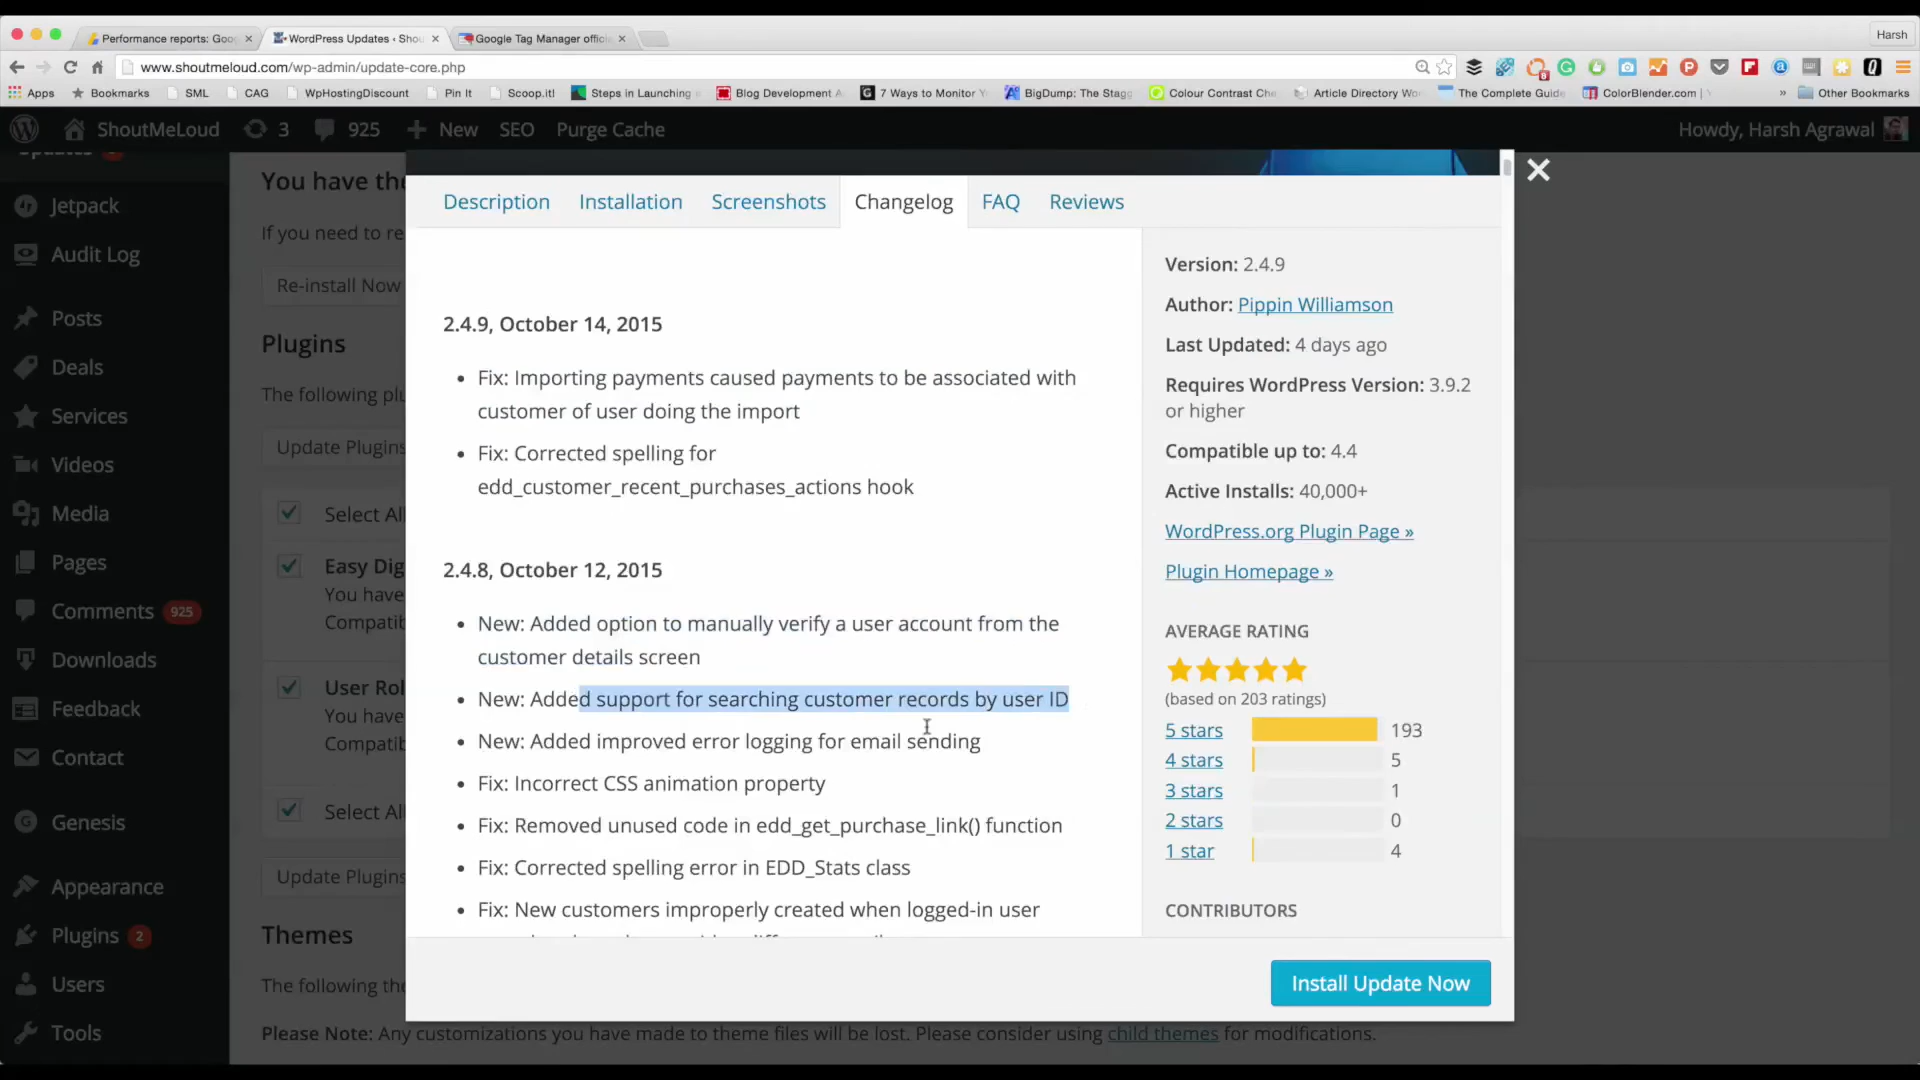 Harsh
Performance reports: Goo
WordPress Updates ‹ Shou
Google Tag Manager offici
www.shoutmeloud.com/wp-admin/update-core.php
Apps
Bookmarks
SML
CAG
WpHostingDiscount
Pin It
Scoop.it!
Steps in Launching
Blog Development A
7 Ways to Monitor Y
BigDump: The Stagg
Colour Contrast Che
Article Directory Wor
The Complete Guide
ColorBlender.com |
»
Other Bookmarks
ShoutMeLoud
3
925
New
SEO
Purge Cache
Howdy, Harsh Agrawal
Jetpack
Audit Log
Posts
Deals
Services
Videos
Media
Pages
Comments 925
Downloads
Feedback
Contact
Genesis
Appearance
Plugins 2
Users
Tools
You have the
If you need to re
Re-install Now
Plugins
The following plu
Update Plugins
Select All
Easy Dig
You have
Compatib
User Rol
You have
Compatib
Select All
Update Plugins
Themes
The following the
Please Note: Any customizations you have made to theme files will be lost. Please consider using child themes for modifications.
Description
Installation
Screenshots
Changelog
FAQ
Reviews
2.4.9, October 14, 2015
Fix: Importing payments caused payments to be associated with
customer of user doing the import
Fix: Corrected spelling for
edd_customer_recent_purchases_actions hook
2.4.8, October 12, 2015
New: Added option to manually verify a user account from the
customer details screen
New: Added support for searching customer records by user ID
New: Added improved error logging for email sending
Fix: Incorrect CSS animation property
Fix: Removed unused code in edd_get_purchase_link() function
Fix: Corrected spelling error in EDD_Stats class
Fix: New customers improperly created when logged-in user
Version: 2.4.9
Author: Pippin Williamson
Last Updated: 4 days ago
Requires WordPress Version: 3.9.2
or higher
Compatible up to: 4.4
Active Installs: 40,000+
WordPress.org Plugin Page »
Plugin Homepage »
AVERAGE RATING
(based on 203 ratings)
5 stars 193
4 stars 5
3 stars 1
2 stars 0
1 star 4
CONTRIBUTORS
Install Update Now